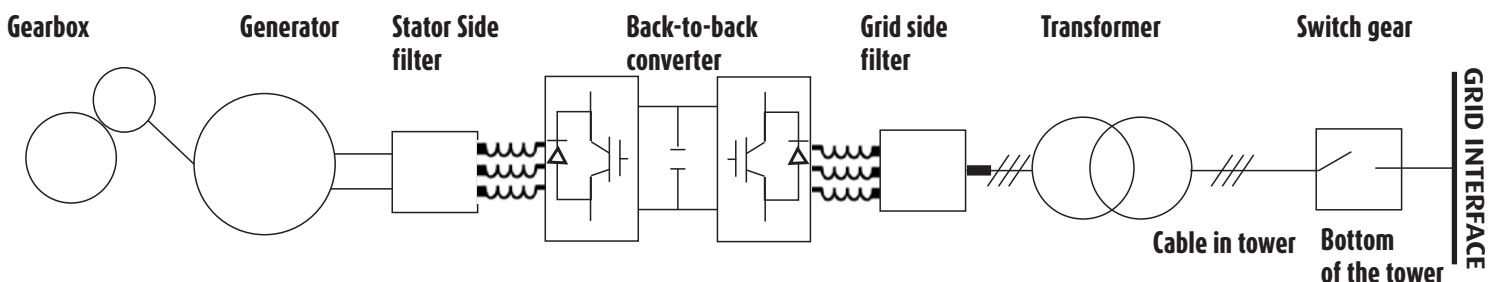 Gearbox
Generator
Stator Side
filter
Back-to-back
converter
Grid side
filter
Transformer
Switch gear
GRID INTERFACE
Cable in tower
Bottom
of the tower